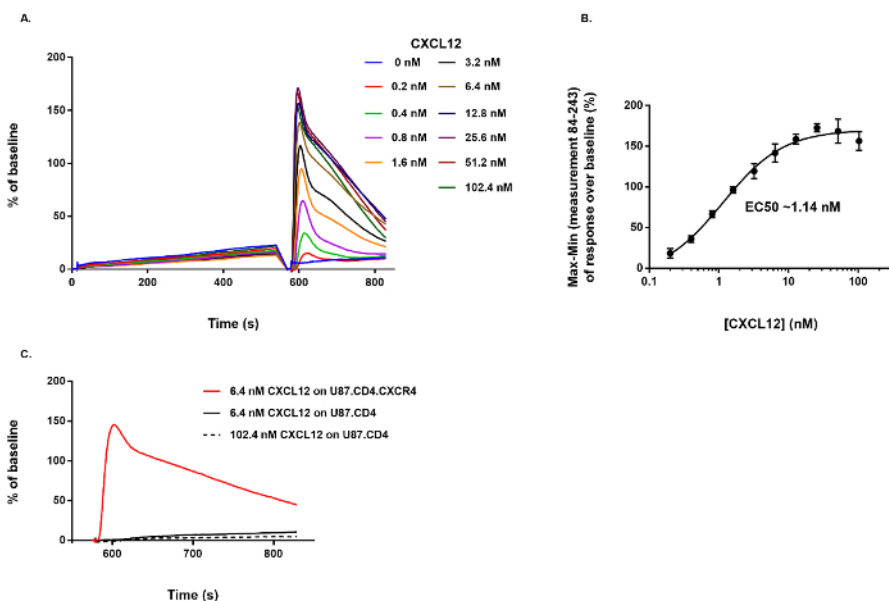 A.
CXCL12
0 nM
3.2 nM
0.2 nM
6.4 nM
0.4 nM
12.8 nM
0.8 nM
25.6 nM
1.6 nM
51.2 nM
102.4 nM
% of baseline
200
150
100
50
0
0
200
400
600
800
Time (s)
B.
Max-Min (measurement 84-243)
of response over baseline (%)
200
150
100
50
0
EC50 ~1.14 nM
0.1
1
10
100
[CXCL12] (nM)
C.
6.4 nM CXCL12 on U87.CD4.CXCR4
6.4 nM CXCL12 on U87.CD4
102.4 nM CXCL12 on U87.CD4
% of baseline
200
150
100
50
0
600
700
800
Time (s)